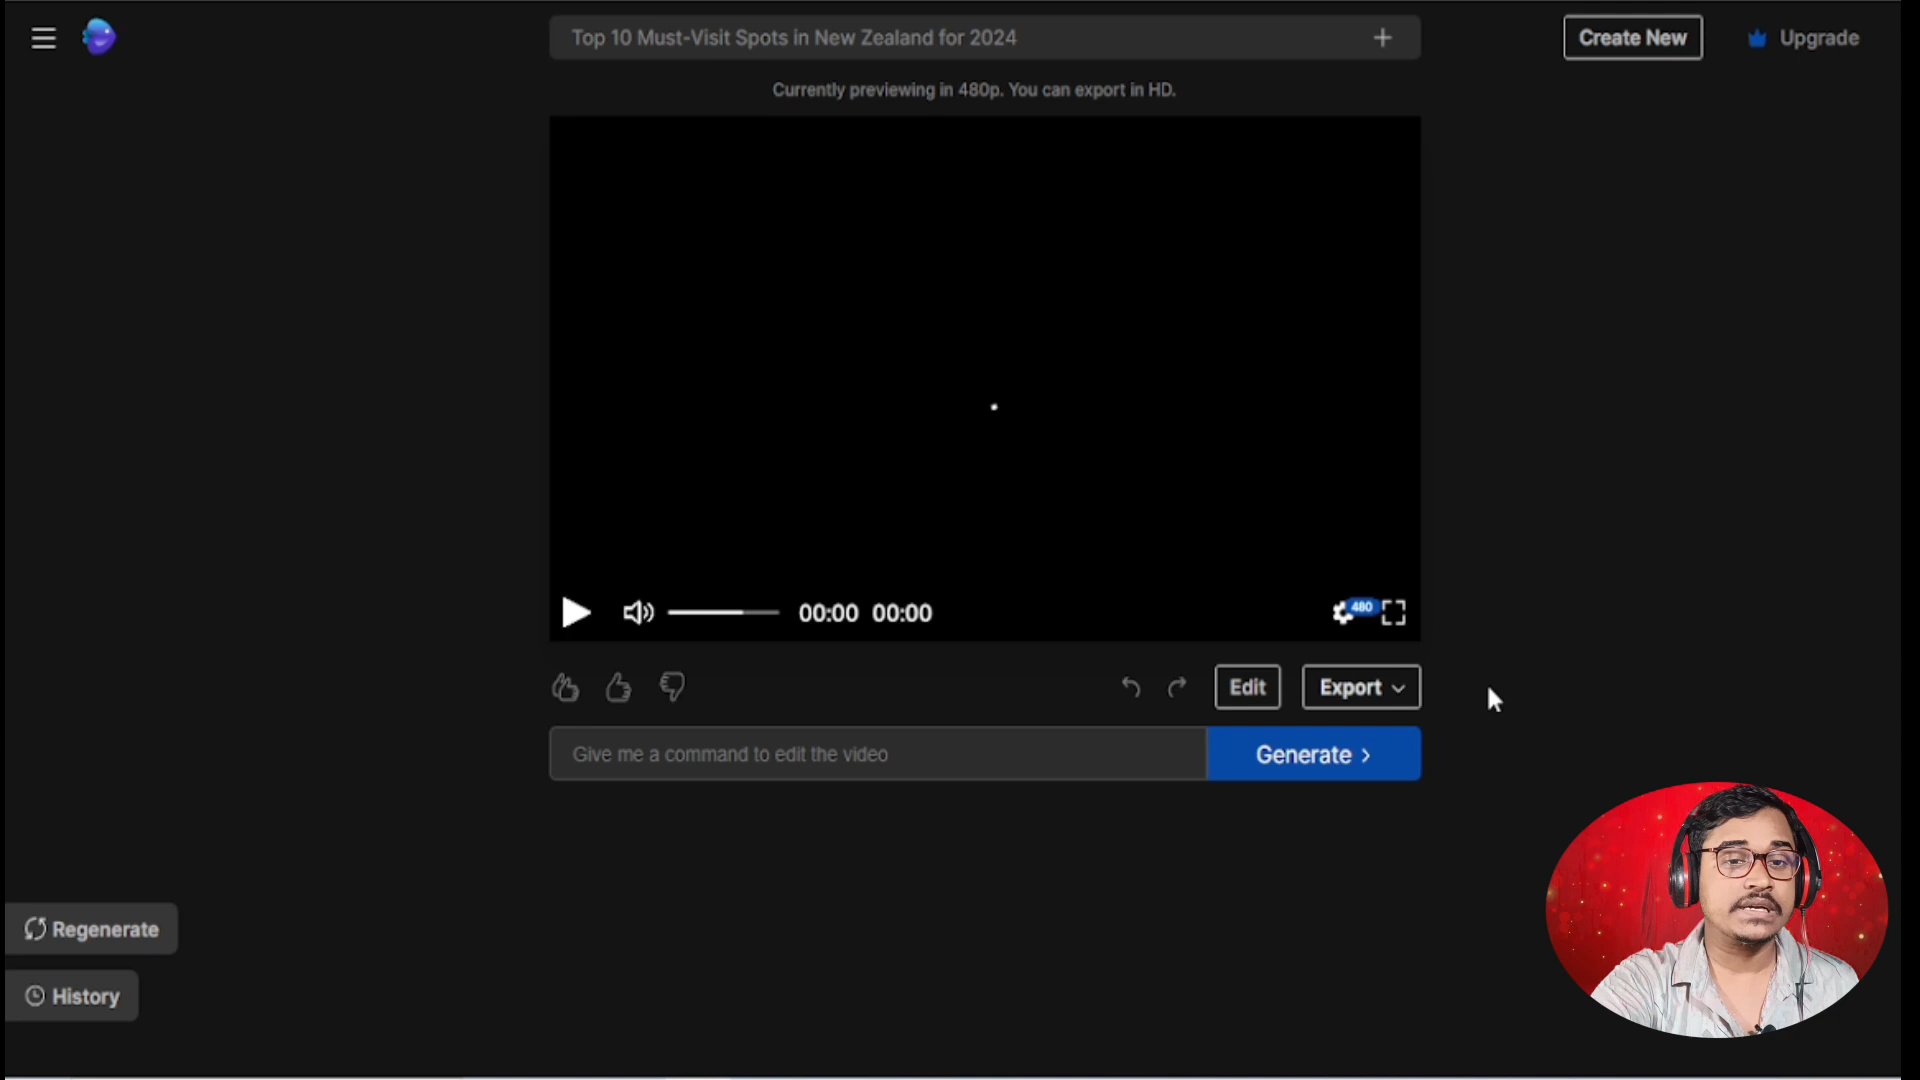 Top 10 Must-Visit Spots in New Zealand for 2024
Create New
Upgrade
Currently previewing in 480p. You can export in HD.
00:00 00:00
480
Edit
Export
Give me a command to edit the video
Generate >
Regenerate
History